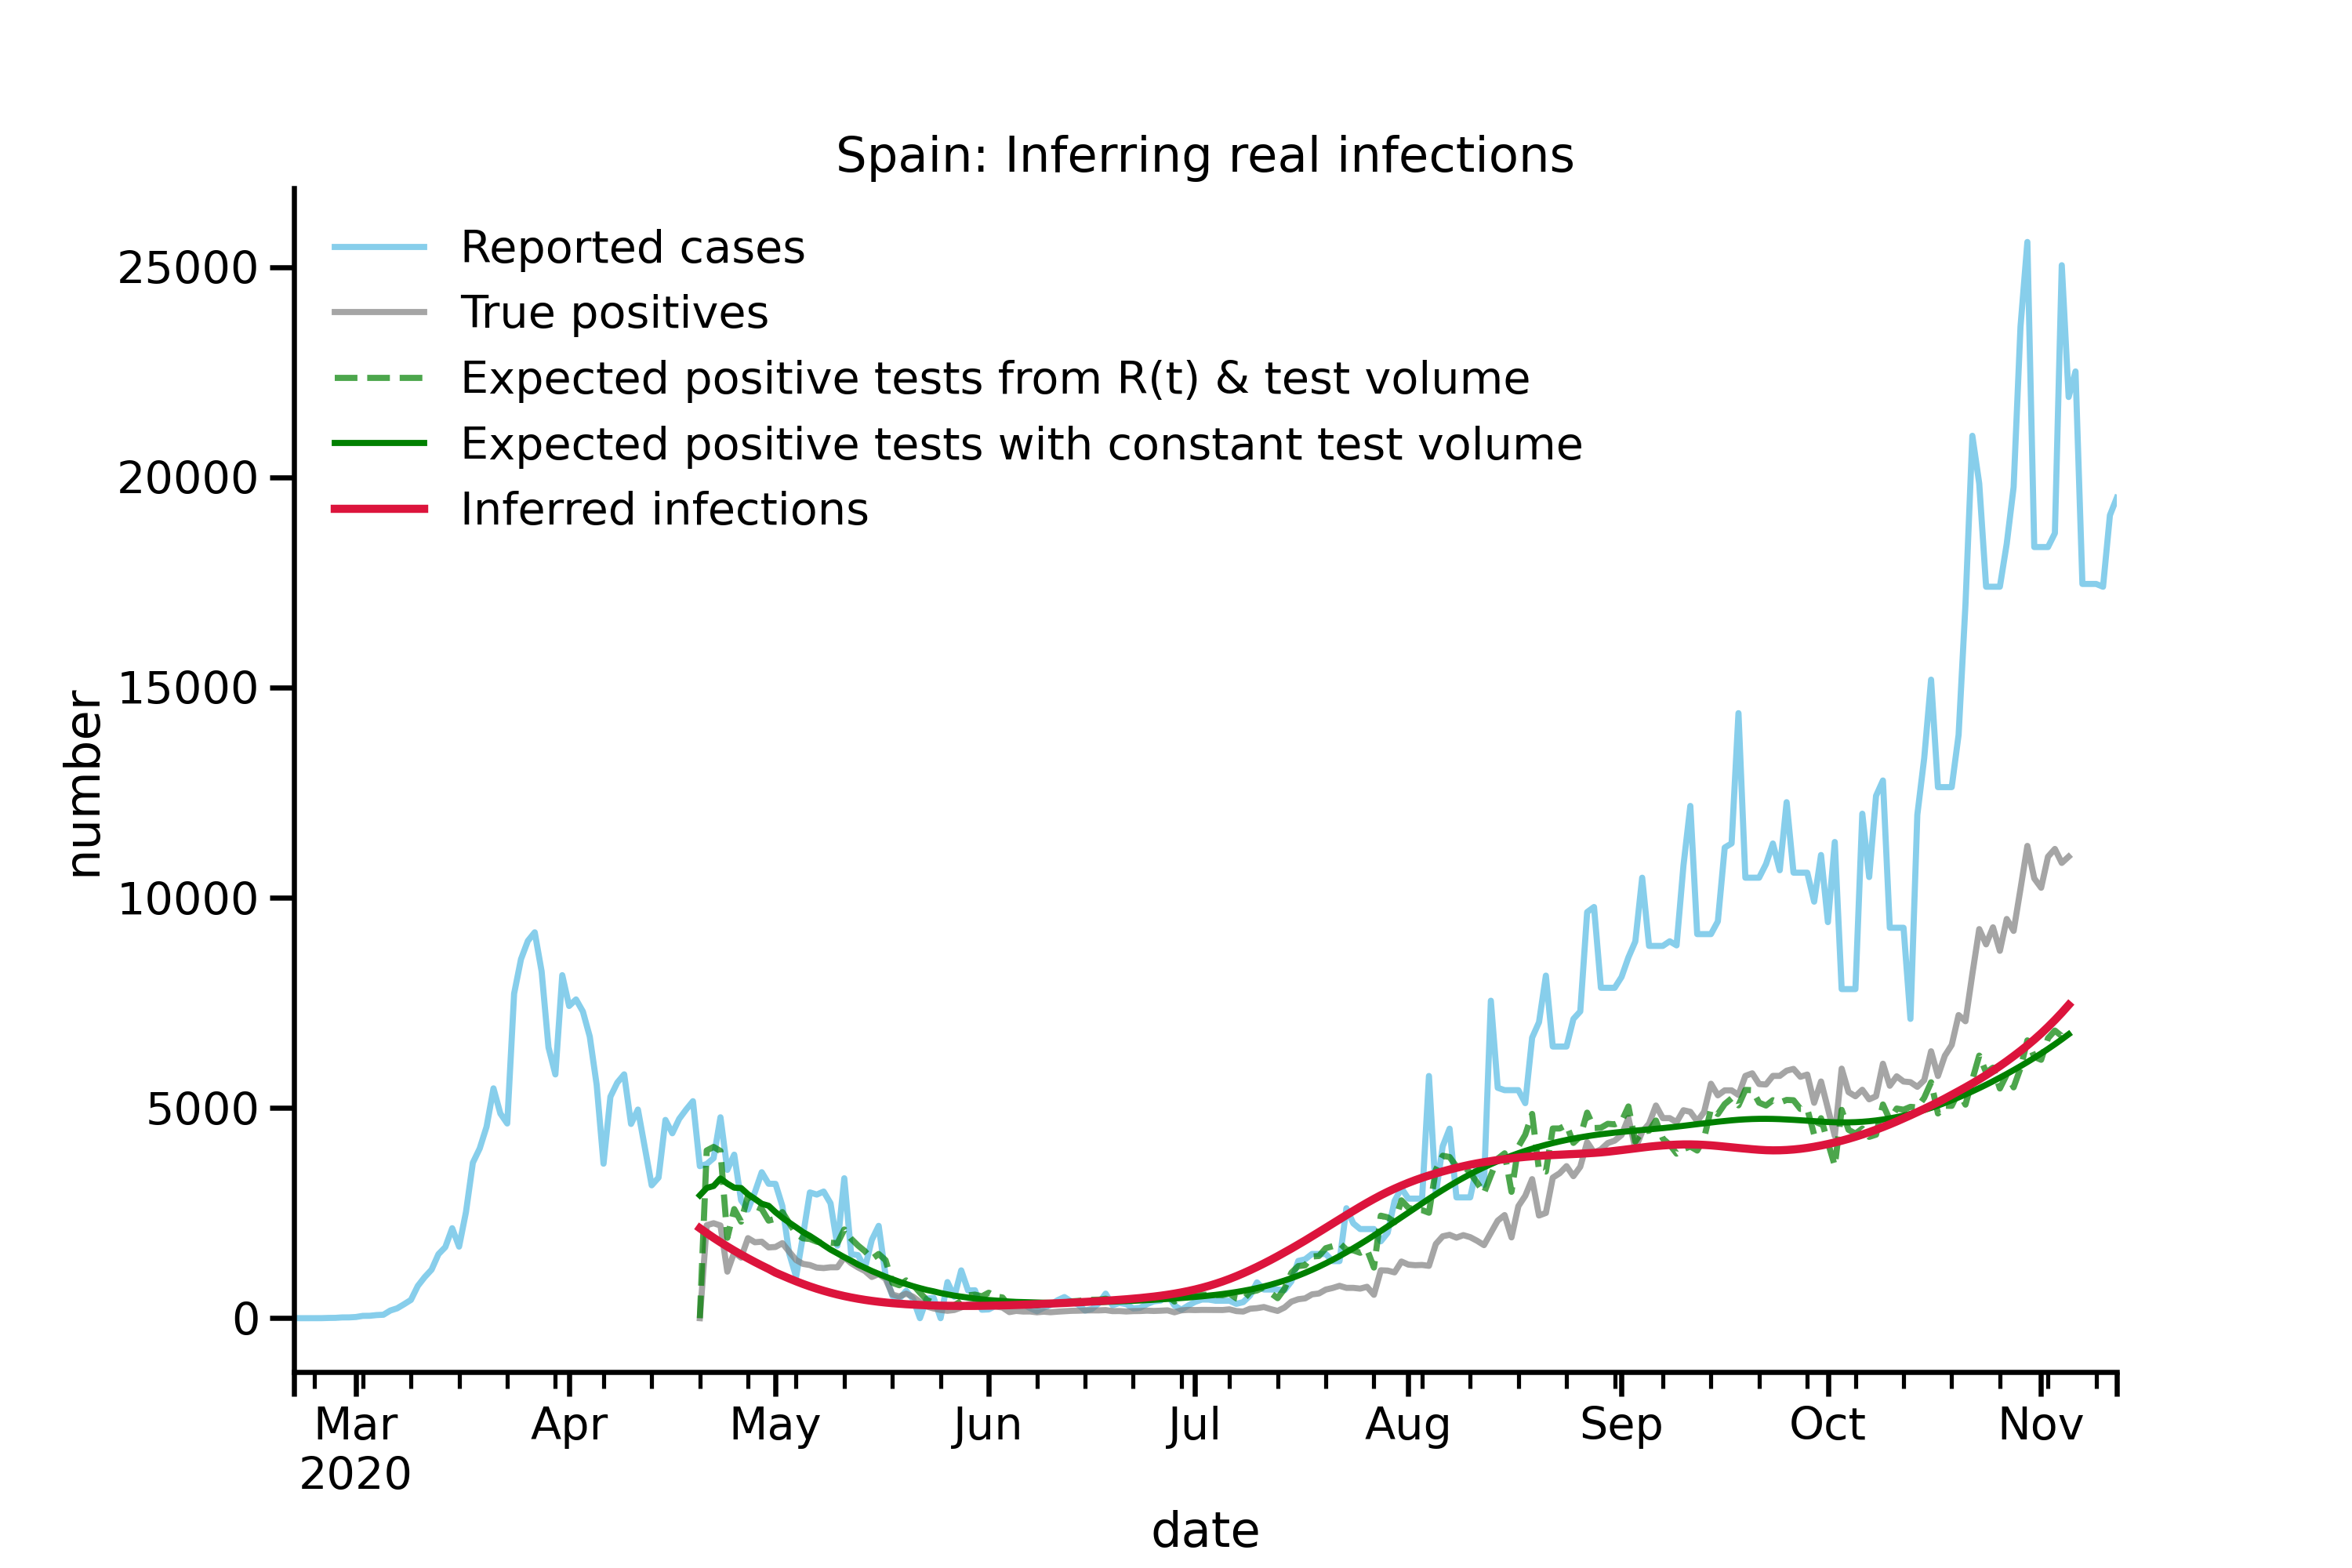 Spain: Inferring real infections
Reported cases
True positives
Expected positive tests from R(t) & test volume
Expected positive tests with constant test volume
Inferred infections
number
25000
20000
15000
10000
5000
0
Mar Apr May Jun Jul Aug Sep Oct Nov
2020
date